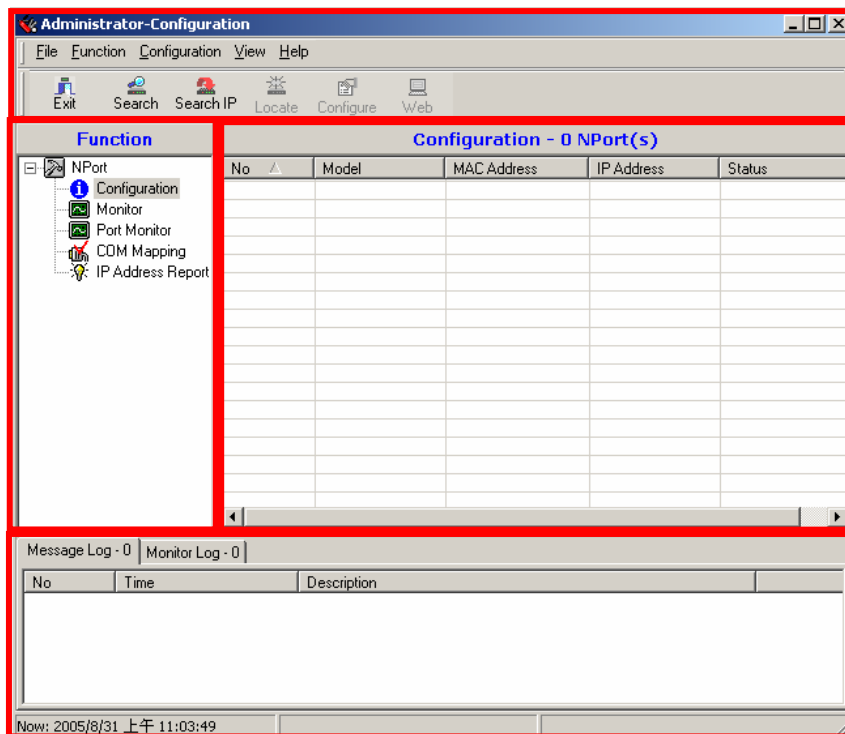 Administrator-Configuration
File Function Configuration View Help
Exit Search Search IP Locate Configure Web
Function
Configuration - 0 NPort(s)
NPort
Configuration
Monitor
Port Monitor
COM Mapping
IP Address Report
No Model MAC Address IP Address Status
Message Log - 0 Monitor Log - 0
No Time Description
Now: 2005/8/31 上午 11:03:49